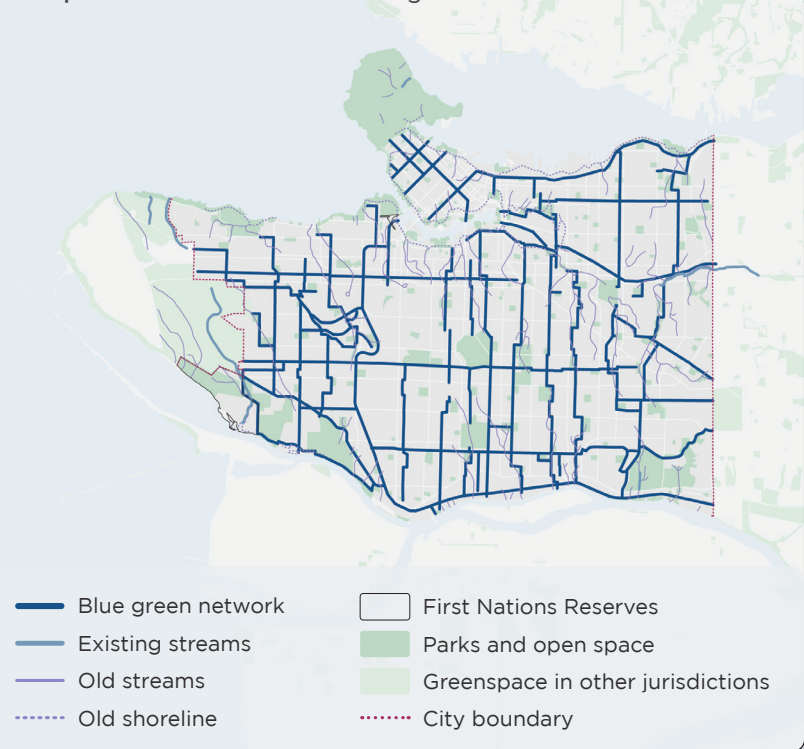 Blue green network
Existing streams
Old streams
Old shoreline
First Nations Reserves
Parks and open space
Greenspace in other jurisdictions
City boundary